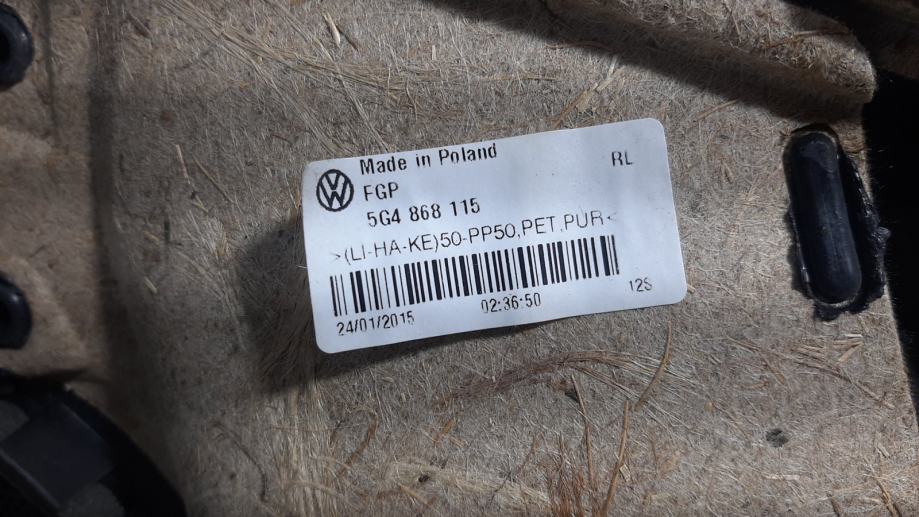 Made in Poland RL
FGP
5G4 868 115
>(LI-HA-KE)50-PP50,PET,PUR<
24/01/2015 02:36:50 12S